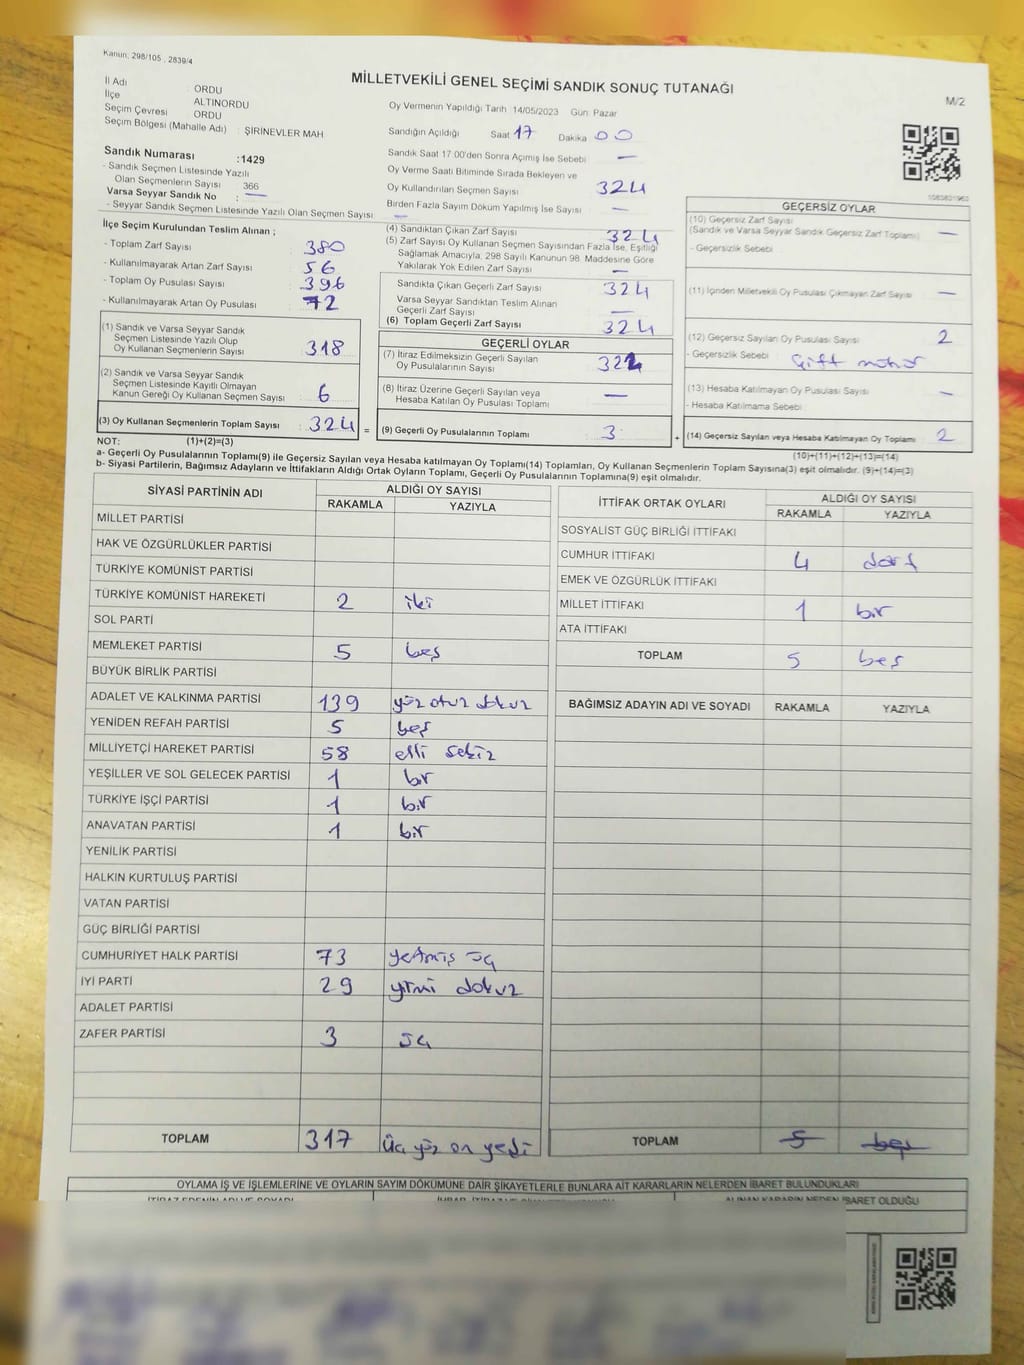 Kanun: 298/105 , 2839/4
MİLLETVEKİLİ GENEL SEÇİMİ SANDIK SONUÇ TUTANAĞI
M/2
İl Adı : ORDU
İlçe ALTINORDU
Seçim Çevresi ORDU
Seçim Bölgesi (Mahalle Adı) : ŞİRİNEVLER MAH
Sandık Numarası :1429
- Sandık Seçmen Listesinde Yazılı
Olan Seçmenlerin Sayısı 366
Varsa Seyyar Sandık No : —
- Seyyar Sandık Seçmen Listesinde Yazılı Olan Seçmen Sayısı : —
Oy Vermenin Yapıldığı Tarih 14/05/2023 Gün: Pazar
Sandığın Açıldığı Saat 17 Dakika 00
Sandık Saat 17:00'den Sonra Açımış İse Sebebi —
Oy Verme Saati Bitiminde Sırada Bekleyen ve
Oy Kullandırılan Seçmen Sayısı 324
Birden Fazla Sayım Döküm Yapılmış İse Sayısı —
İlçe Seçim Kurulundan Teslim Alınan ;
- Toplam Zarf Sayısı : 380
- Kullanılmayarak Artan Zarf Sayısı : 56
- Toplam Oy Pusulası Sayısı : 396
- Kullanılmayarak Artan Oy Pusulası : 72
(1) Sandık ve Varsa Seyyar Sandık
Seçmen Listesinde Yazılı Olup
Oy Kullanan Seçmenlerin Sayısı : 318
(2) Sandık ve Varsa Seyyar Sandık
Seçmen Listesinde Kayıtlı Olmayan
Kanun Gereği Oy Kullanan Seçmen Sayısı : 6
(3) Oy Kullanan Seçmenlerin Toplam Sayısı : 324 =
(4) Sandıktan Çıkan Zarf Sayısı 324
(5) Zarf Sayısı Oy Kullanan Seçmen Sayısından Fazla İse, Eşitliği
Sağlamak Amacıyla, 298 Sayılı Kanunun 98. Maddesine Göre
Yakılarak Yok Edilen Zarf Sayısı —
Sandıkta Çıkan Geçerli Zarf Sayısı 324
Varsa Seyyar Sandıktan Teslim Alınan
Geçerli Zarf Sayısı —
(6) Toplam Geçerli Zarf Sayısı 324
GEÇERLİ OYLAR
(7) İtiraz Edilmeksizin Geçerli Sayılan
Oy Pusulalarının Sayısı 322
(8) İtiraz Üzerine Geçerli Sayılan veya
Hesaba Katılan Oy Pusulası Toplamı —
(9) Geçerli Oy Pusulalarının Toplamı 3 +
GEÇERSİZ OYLAR
(10) Geçersiz Zarf Sayısı
(Sandık ve Varsa Seyyar Sandık Geçersiz Zarf Toplamı) —
- Geçersizlik Sebebi
(11) İçinden Milletvekili Oy Pusulası Çıkmayan Zarf Sayısı —
(12) Geçersiz Sayılan Oy Pusulası Sayısı 2
- Geçersizlik Sebebi Çift mühür
(13) Hesaba Katılmayan Oy Pusulası Sayısı —
- Hesaba Katılmama Sebebi
(14) Geçersiz Sayılan veya Hesaba Katılmayan Oy Toplamı 2
NOT: (1)+(2)=(3) (10)+(11)+(12)+(13)=(14)
a- Geçerli Oy Pusulalarının Toplamı(9) ile Geçersiz Sayılan veya Hesaba katılmayan Oy Toplamı(14) Toplamları, Oy Kullanan Seçmenlerin Toplam Sayısına(3) eşit olmalıdır. (9)+(14)=(3)
b- Siyasi Partilerin, Bağımsız Adayların ve İttifakların Aldığı Ortak Oyların Toplamı, Geçerli Oy Pusulalarının Toplamına(9) eşit olmalıdır.
SİYASİ PARTİNİN ADI ALDIĞI OY SAYISI
RAKAMLA YAZIYLA
MİLLET PARTİSİ
HAK VE ÖZGÜRLÜKLER PARTİSİ
TÜRKİYE KOMÜNİST PARTİSİ
TÜRKİYE KOMÜNİST HAREKETİ 2 iki
SOL PARTİ
MEMLEKET PARTİSİ 5 beş
BÜYÜK BİRLİK PARTİSİ
ADALET VE KALKINMA PARTİSİ 139 yüz otuz dokuz
YENİDEN REFAH PARTİSİ 5 beş
MİLLİYETÇİ HAREKET PARTİSİ 58 elli sekiz
YEŞİLLER VE SOL GELECEK PARTİSİ 1 bir
TÜRKİYE İŞÇİ PARTİSİ 1 bir
ANAVATAN PARTİSİ 1 bir
YENİLİK PARTİSİ
HALKIN KURTULUŞ PARTİSİ
VATAN PARTİSİ
GÜÇ BİRLİĞİ PARTİSİ
CUMHURİYET HALK PARTİSİ 73 yetmiş üç
İYİ PARTİ 29 yirmi dokuz
ADALET PARTİSİ
ZAFER PARTİSİ 3 üç
TOPLAM 317 üç yüz on yedi
İTTİFAK ORTAK OYLARI ALDIĞI OY SAYISI
RAKAMLA YAZIYLA
SOSYALİST GÜÇ BİRLİĞİ İTTİFAKI
CUMHUR İTTİFAKI 4 dört
EMEK VE ÖZGÜRLÜK İTTİFAKI
MİLLET İTTİFAKI 1 bir
ATA İTTİFAKI
TOPLAM 5 beş
BAĞIMSIZ ADAYIN ADI VE SOYADI RAKAMLA YAZIYLA
TOPLAM 5 beş
OYLAMA İŞ VE İŞLEMLERİNE VE OYLARIN SAYIM DÖKÜMÜNE DAİR ŞİKAYETLERLE BUNLARA AİT KARARLARIN NELERDEN İBARET BULUNDUKLARI
ALINAN KARARIN NEDEN İBARET OLDUĞU